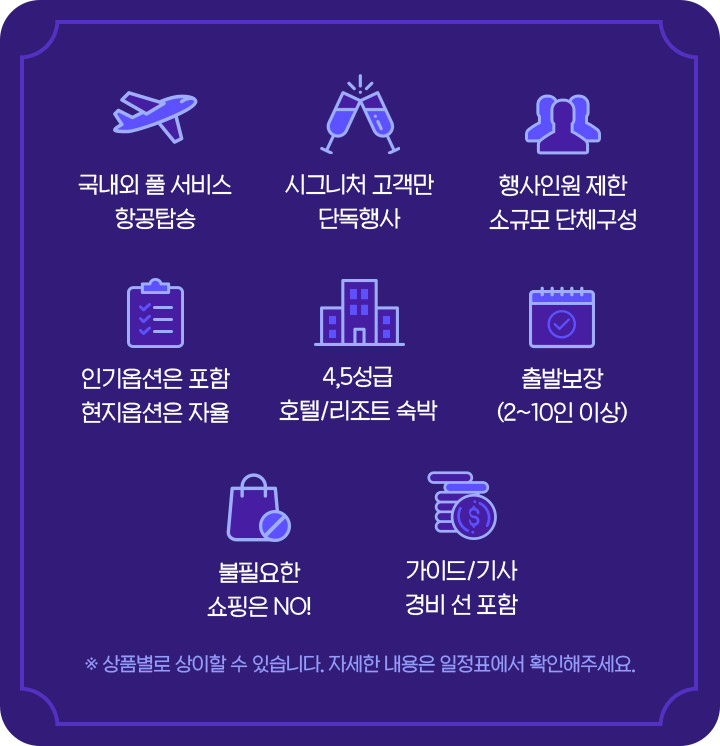 국내외 풀 서비스
항공탑승
시그니처 고객만
단독행사
행사인원 제한
소규모 단체구성
인기옵션은 포함
현지옵션은 자율
4,5성급
호텔/리조트 숙박
출발보장
(2~10인 이상)
불필요한
쇼핑은 NO!
가이드/기사
경비 선 포함
※ 상품별로 상이할 수 있습니다. 자세한 내용은 일정표에서 확인해주세요.